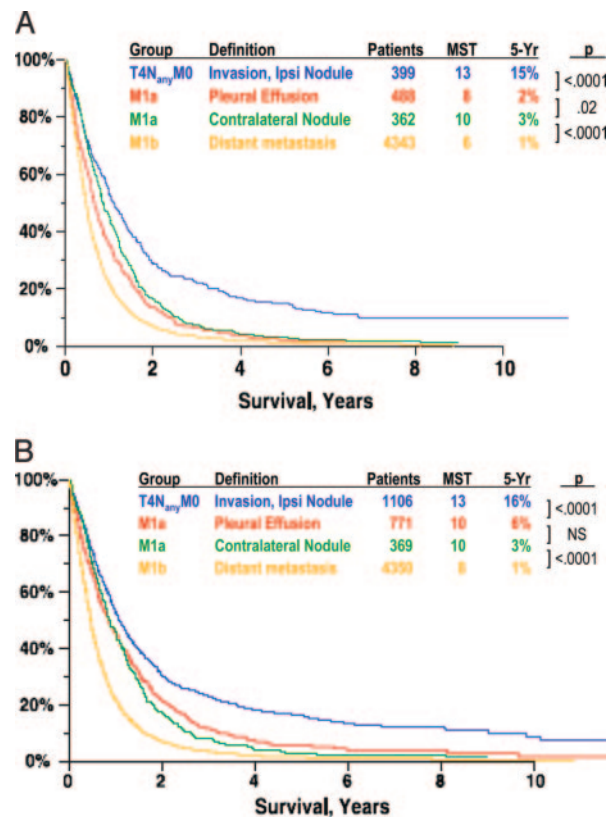 A
Group Definition Patients MST 5-Yr p
100%
T4NanyM0 Invasion, Ipsi Nodule 399 13 15%
] <.0001
M1a Pleural Effusion 488 8 2%
80%
] .02
M1a Contralateral Nodule 362 10 3%
] <.0001
M1b Distant metastasis 4343 6 1%
60%
40%
20%
0%
0 2 4 6 8 10
Survival, Years
B
Group Definition Patients MST 5-Yr p
100%
T4NanyM0 Invasion, Ipsi Nodule 1106 13 16%
] <.0001
M1a Pleural Effusion 771 10 6%
80%
] NS
M1a Contralateral Nodule 369 10 3%
] <.0001
M1b Distant metastasis 1%
60%
40%
20%
0%
0 2 4 6 8 10
Survival, Years